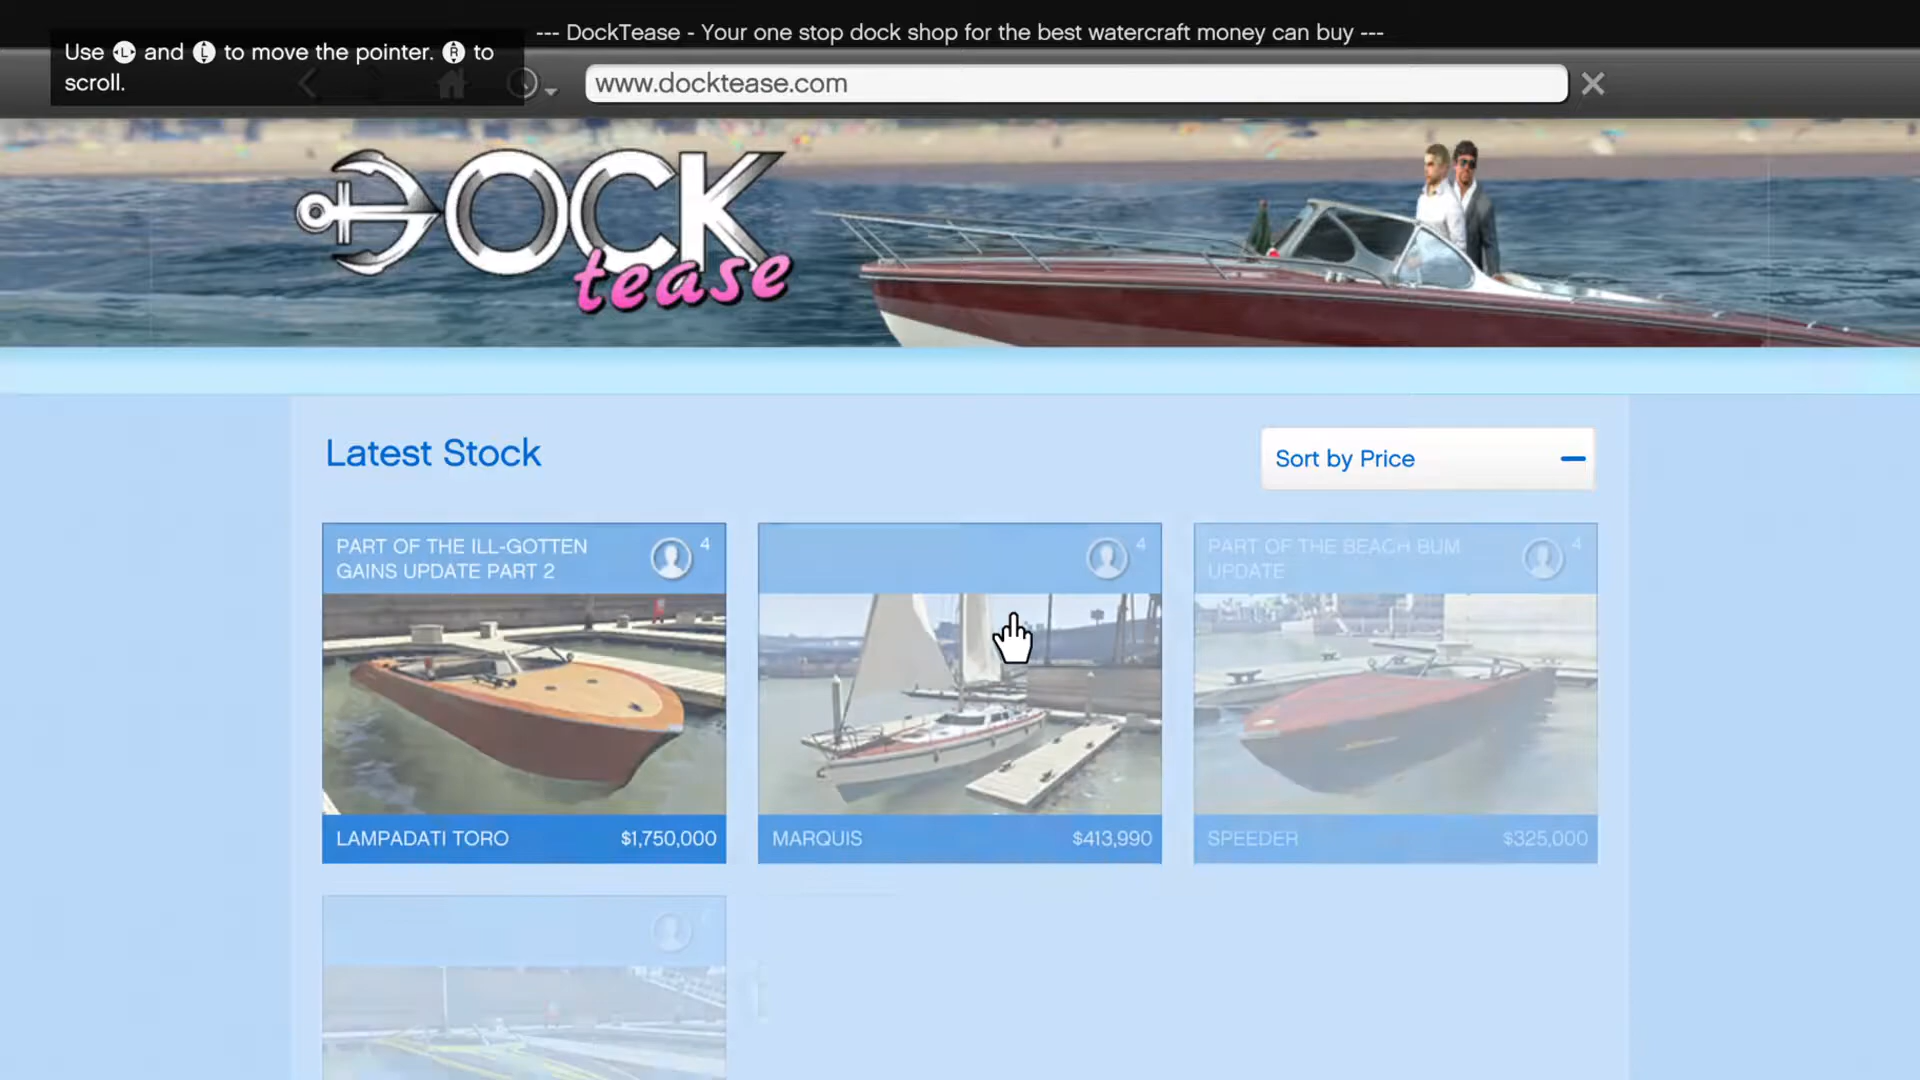 --- DockTease - Your one stop dock shop for the best watercraft money can buy ---
Use L and L to move the pointer. R to
scroll.
www.docktease.com
DOCK
tease
Latest Stock
Sort by Price
PART OF THE ILL-GOTTEN
GAINS UPDATE PART 2
4
4
PART OF THE BEACH BUM
UPDATE
4
LAMPADATI TORO
$1,750,000
MARQUIS
$413,990
SPEEDER
$325,000